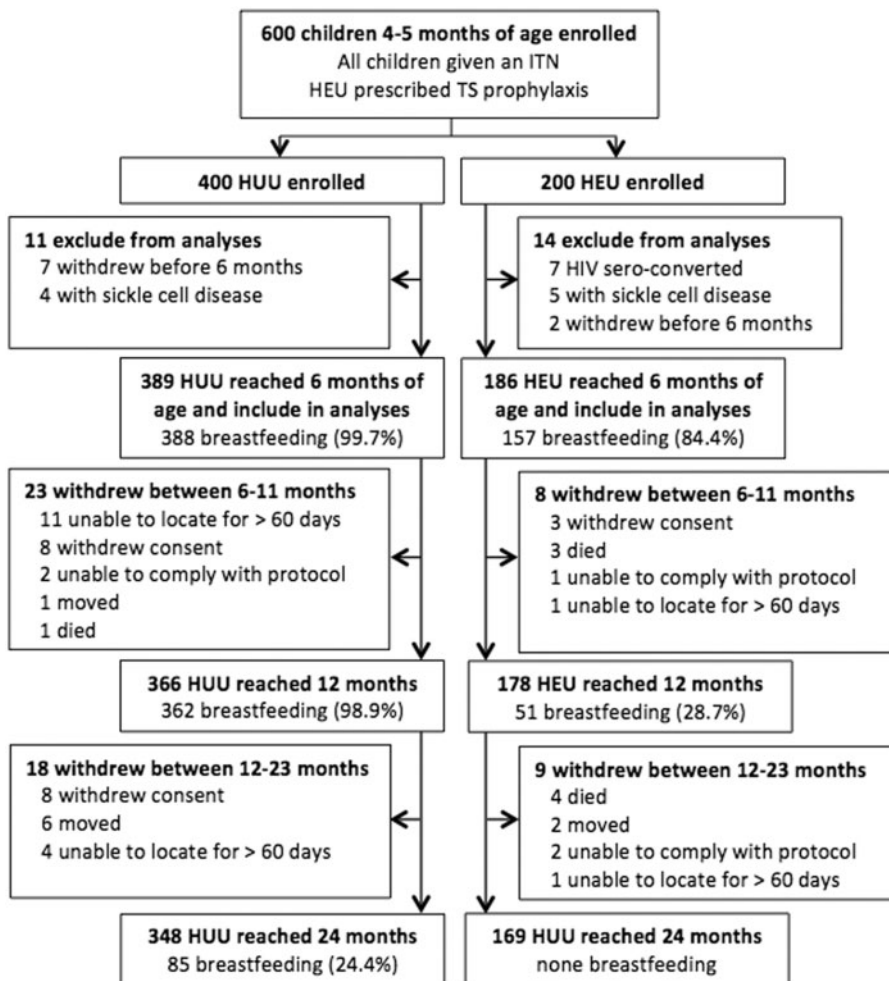 600 children 4-5 months of age enrolled
All children given an ITN
HEU prescribed TS prophylaxis
400 HUU enrolled
200 HEU enrolled
11 exclude from analyses
7 withdrew before 6 months
4 with sickle cell disease
14 exclude from analyses
7 HIV sero-converted
5 with sickle cell disease
2 withdrew before 6 months
389 HUU reached 6 months of
age and include in analyses
388 breastfeeding (99.7%)
186 HEU reached 6 months of
age and include in analyses
157 breastfeeding (84.4%)
23 withdrew between 6-11 months
11 unable to locate for > 60 days
8 withdrew consent
2 unable to comply with protocol
1 moved
1 died
8 withdrew between 6-11 months
3 withdrew consent
3 died
1 unable to comply with protocol
1 unable to locate for > 60 days
366 HUU reached 12 months
362 breastfeeding (98.9%)
178 HEU reached 12 months
51 breastfeeding (28.7%)
18 withdrew between 12-23 months
8 withdrew consent
6 moved
4 unable to locate for > 60 days
9 withdrew between 12-23 months
4 died
2 moved
2 unable to comply with protocol
1 unable to locate for > 60 days
348 HUU reached 24 months
85 breastfeeding (24.4%)
169 HUU reached 24 months
none breastfeeding